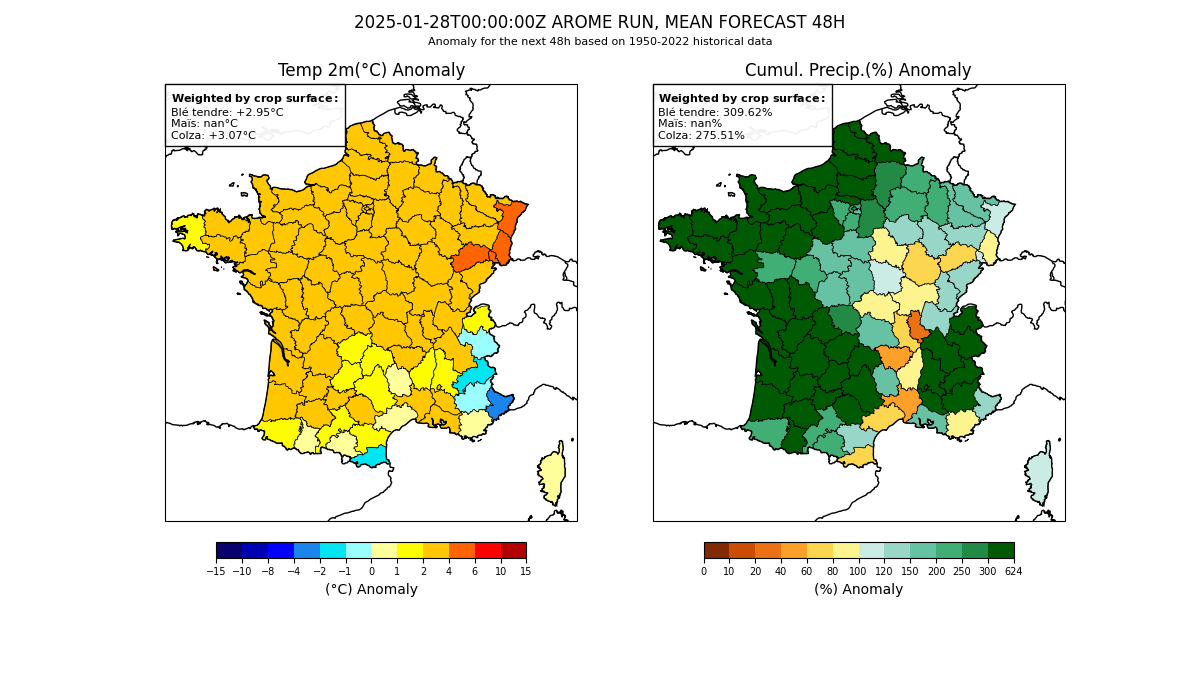 2025-01-28T00:00:00Z AROME RUN, MEAN FORECAST 48H
Anomaly for the next 48h based on 1950-2022 historical data
Temp 2m(°C) Anomaly
Weighted by crop surface:
Blé tendre: +2.95°C
Maïs: nan°C
Colza: +3.07°C
−15 −10 −8 −4 −2 −1 0 1 2 4 6 10 15
(°C) Anomaly
Cumul. Precip.(%) Anomaly
Weighted by crop surface:
Blé tendre: 309.62%
Maïs: nan%
Colza: 275.51%
0 10 20 40 60 80 100 120 150 200 250 300 624
(%) Anomaly